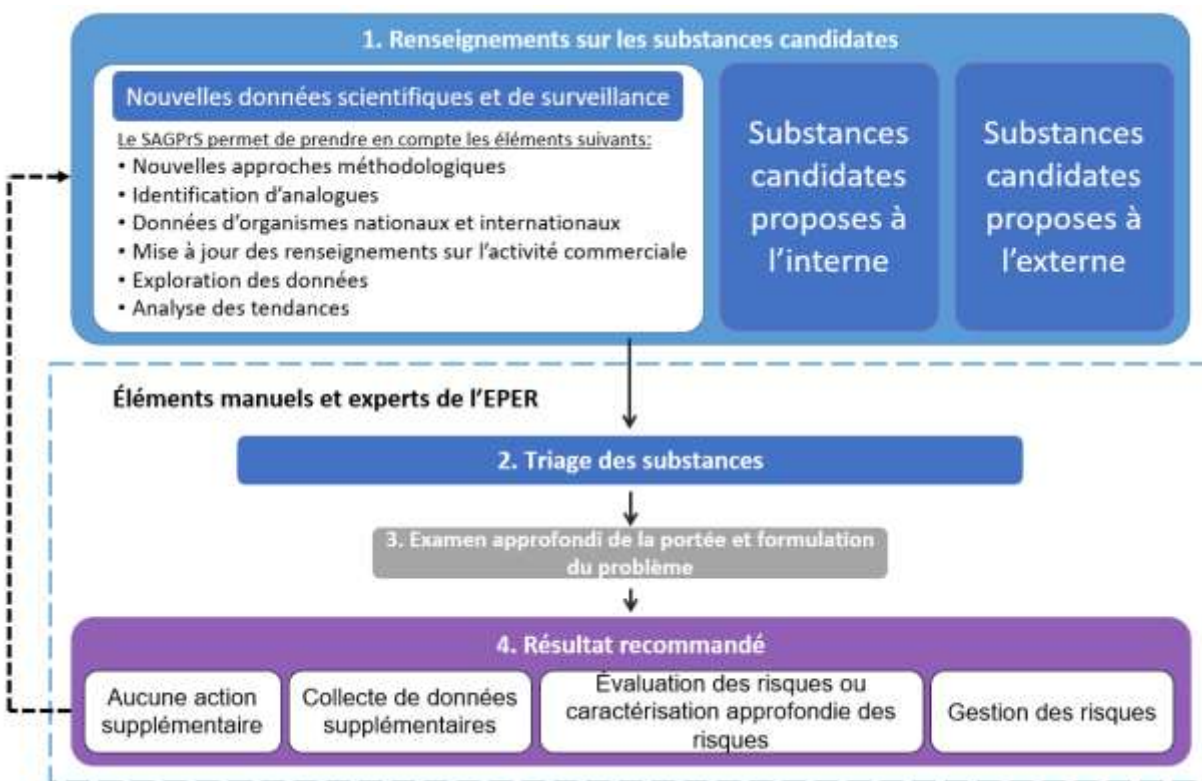 1. Renseignements sur les substances candidates
Nouvelles données scientifiques et de surveillance
Le SAGPrS permet de prendre en compte les éléments suivants:
• Nouvelles approches méthodologiques
• Identification d'analogues
• Données d'organismes nationaux et internationaux
• Mise à jour des renseignements sur l'activité commerciale
• Exploration des données
• Analyse des tendances
Substances
candidates
proposes à
l'interne
Substances
candidates
proposes à
l'externe
Éléments manuels et experts de l'EPER
2. Triage des substances
3. Examen approfondi de la portée et formulation
du problème
4. Résultat recommandé
Aucune action
supplémentaire
Collecte de données
supplémentaires
Évaluation des risques ou
caractérisation approfondie des
risques
Gestion des risques